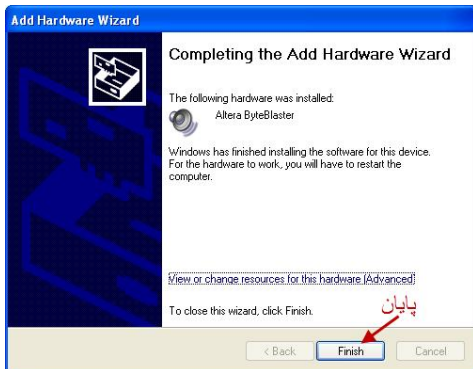 Add Hardware Wizard
Completing the Add Hardware Wizard
The following hardware was installed:
Altera ByteBlaster
Windows has finished installing the software for this device.
For the hardware to work, you will have to restart the
computer.
View or change resources for this hardware (Advanced)
To close this wizard, click Finish.
پایان
< Back
Finish
Cancel